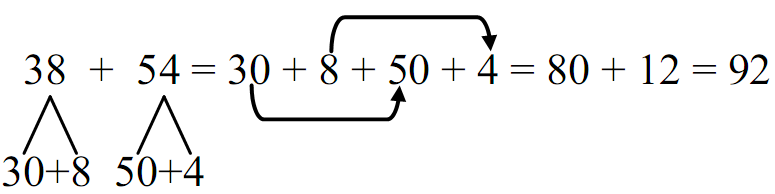 38 + 54 = 30 + 8 + 50 + 4 = 80 + 12 = 92
30+8 50+4